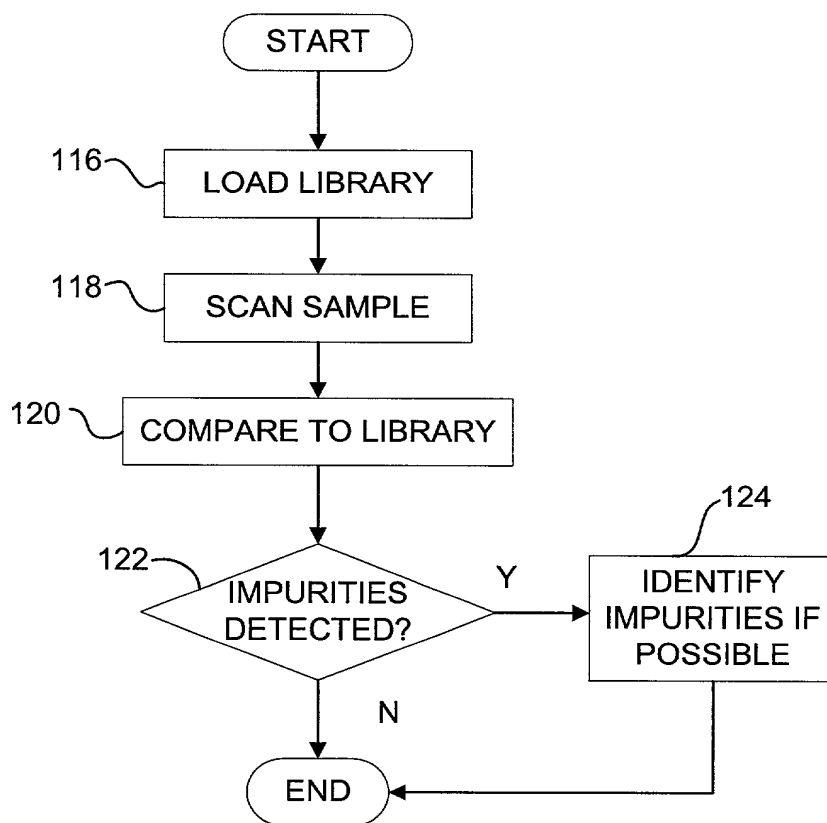 START
116
LOAD LIBRARY
118
SCAN SAMPLE
120
COMPARE TO LIBRARY
122
IMPURITIES
DETECTED?
Y
124
IDENTIFY
IMPURITIES IF
POSSIBLE
N
END